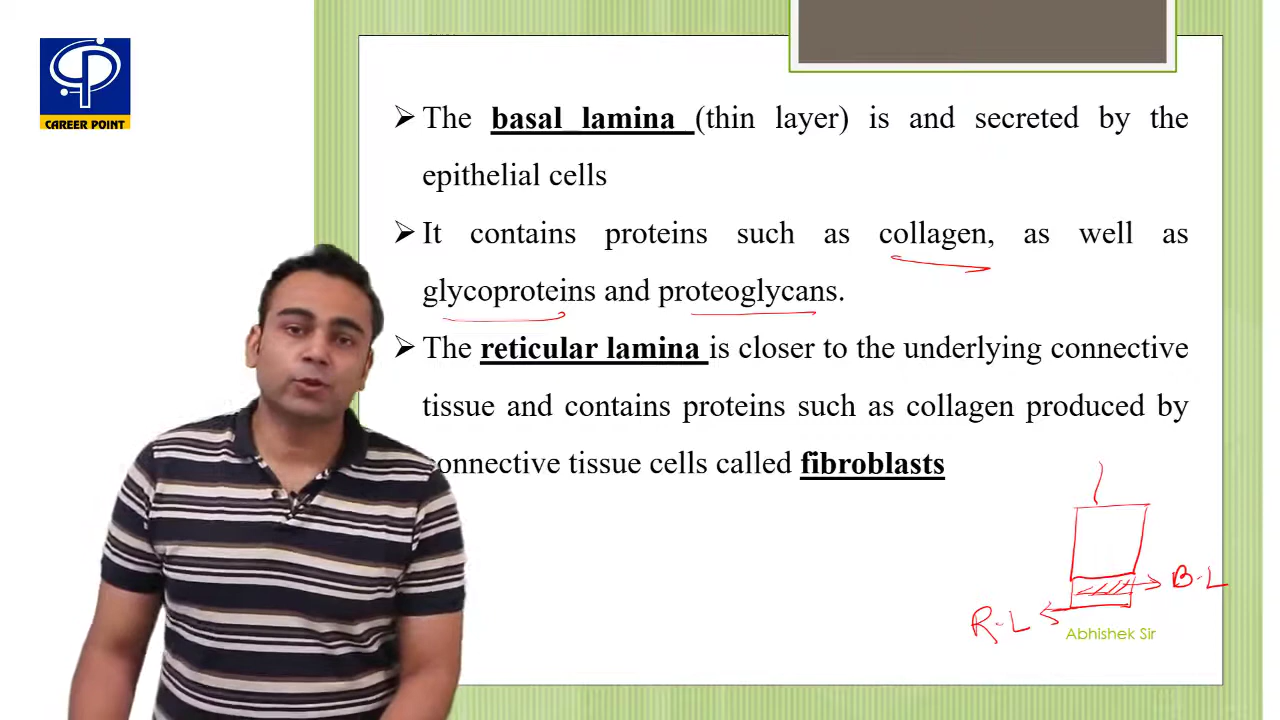 CAREER POINT
➢ The basal lamina (thin layer) is and secreted by the
epithelial cells
➢ It contains proteins such as collagen, as well as
glycoproteins and proteoglycans.
➢ The reticular lamina is closer to the underlying connective
tissue and contains proteins such as collagen produced by
connective tissue cells called fibroblasts
B-L
R-L
Abhishek Sir